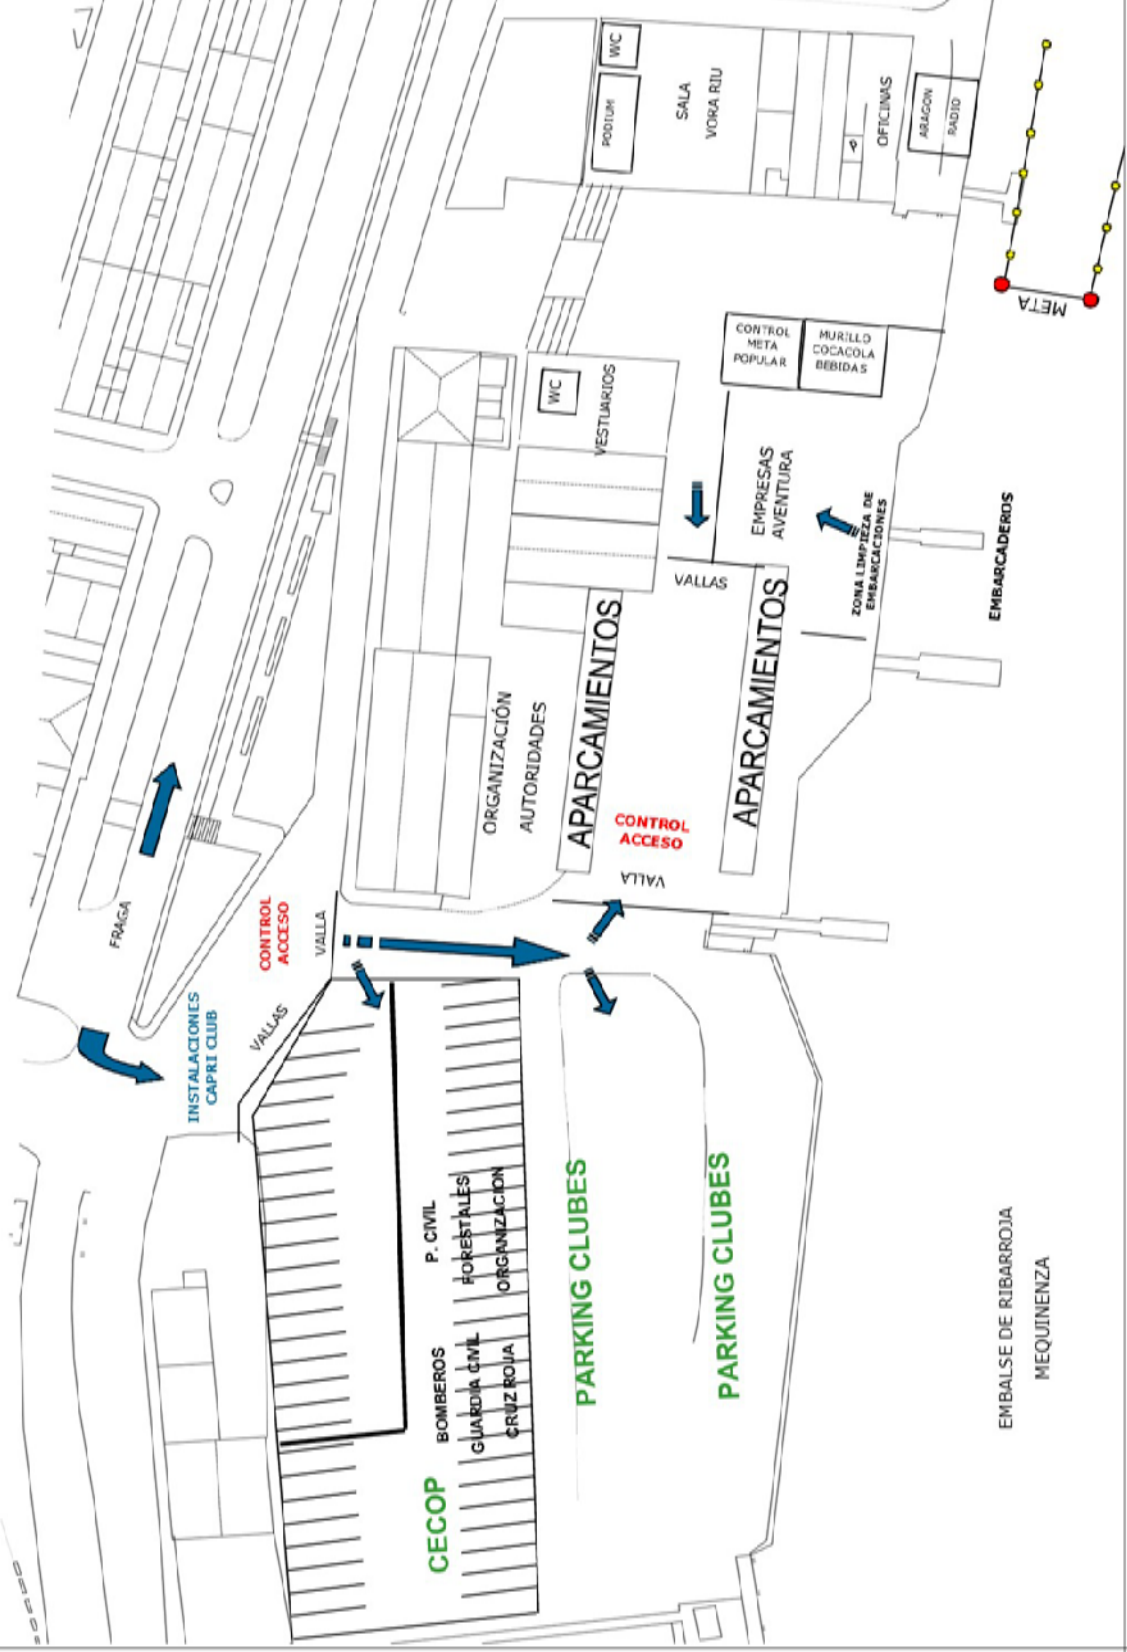 WC
PODIUM
SALA
VORA RIU
OFICINAS
ARAGON
RADIO
META
CONTROL
META
POPULAR
MURILLO
COCACOLA
BEBIDAS
WC
VESTUARIOS
EMPRESAS
AVENTURA
ZONA LIMPIEZA DE
EMBARCACIONES
EMBARCADEROS
VALLAS
APARCAMIENTOS
APARCAMIENTOS
ORGANIZACIÓN
AUTORIDADES
CONTROL
ACCESO
VALLA
FRAGA
CONTROL
ACCESO
VALLA
VALLAS
INSTALACIONES
CAPRI CLUB
P. CIVIL
FORESTALES
ORGANIZACION
BOMBEROS
GUARDIA CIVIL
CRUZ ROJA
CECOP
PARKING CLUBES
PARKING CLUBES
EMBALSE DE RIBARROJA
MEQUINENZA